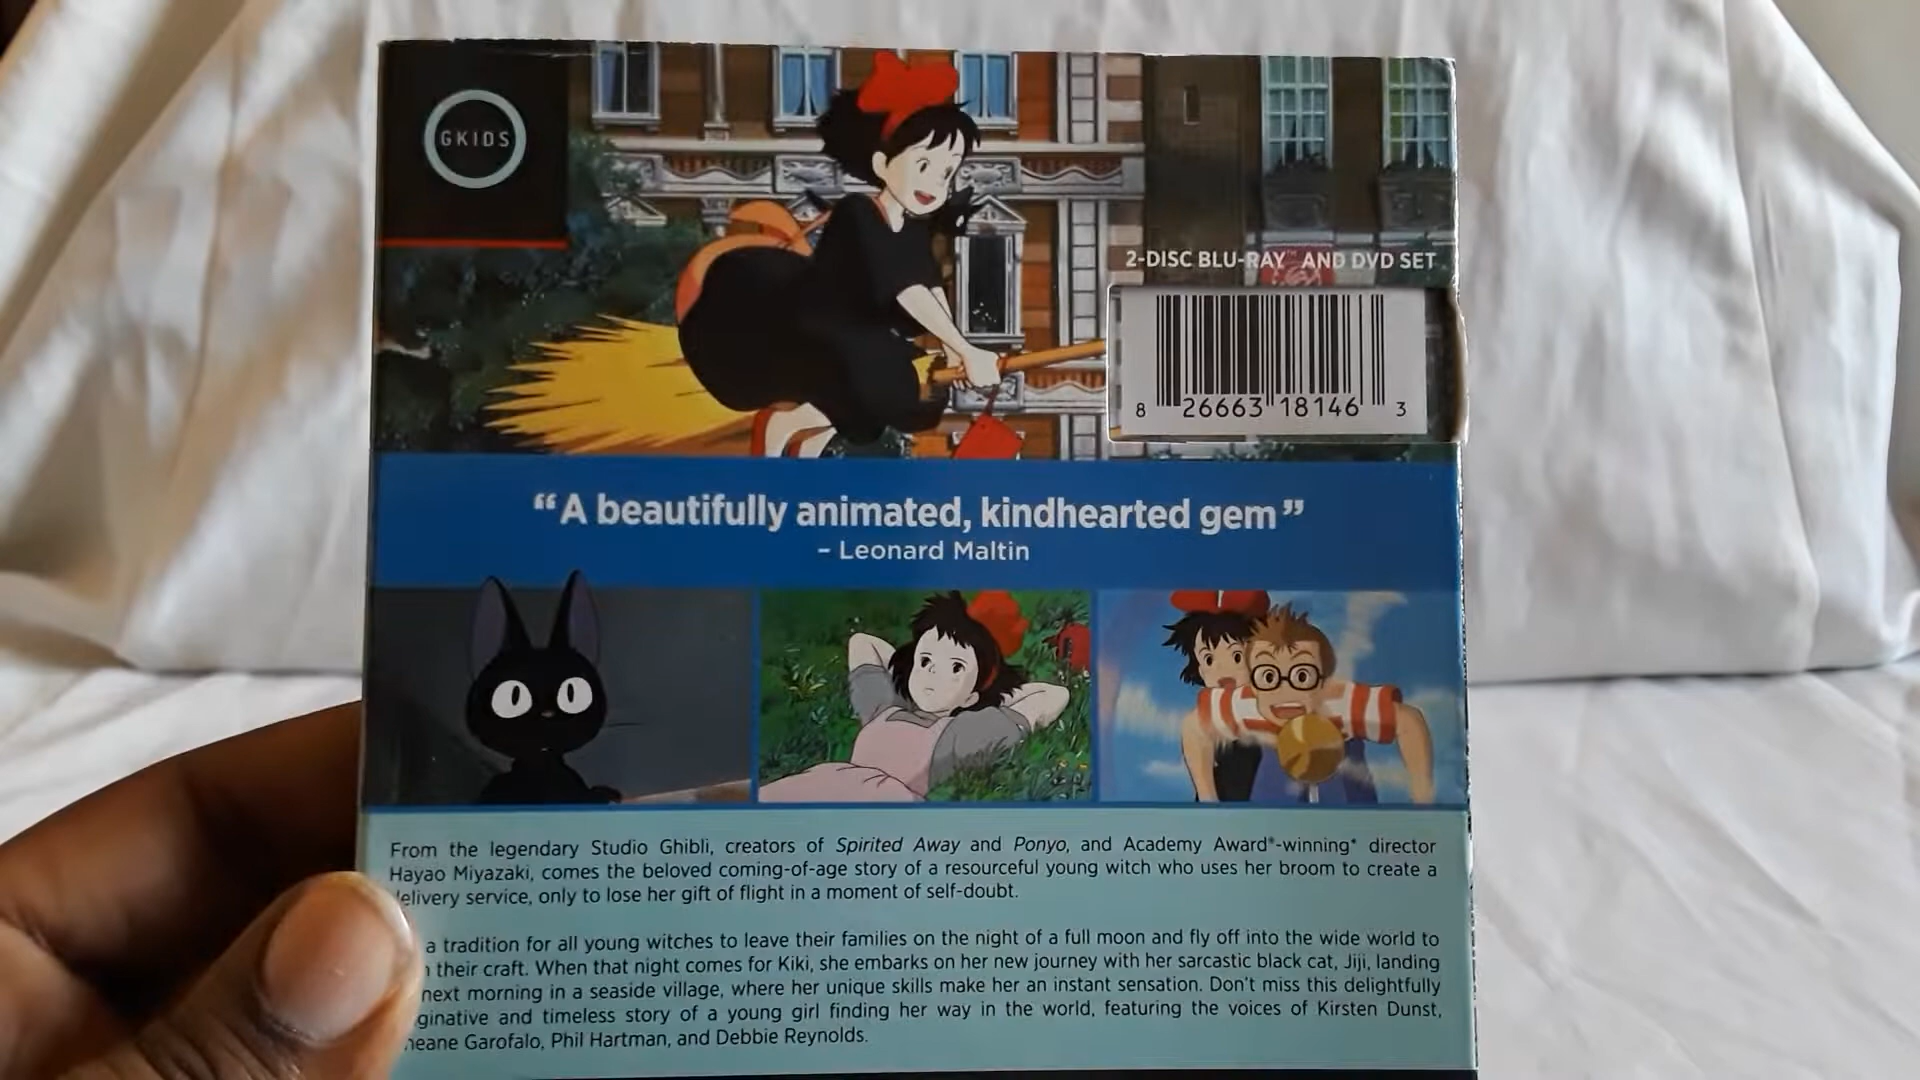 GKIDS
2-DISC BLU-RAY™ AND DVD SET
8 26663 18146 3
“A beautifully animated, kindhearted gem”
– Leonard Maltin
From the legendary Studio Ghibli, creators of Spirited Away and Ponyo, and Academy Award®-winning* director
Hayao Miyazaki, comes the beloved coming-of-age story of a resourceful young witch who uses her broom to create a
elivery service, only to lose her gift of flight in a moment of self-doubt.
a tradition for all young witches to leave their families on the night of a full moon and fly off into the wide world to
their craft. When that night comes for Kiki, she embarks on her new journey with her sarcastic black cat, Jiji, landing
next morning in a seaside village, where her unique skills make her an instant sensation. Don't miss this delightfully
ginative and timeless story of a young girl finding her way in the world, featuring the voices of Kirsten Dunst,
neane Garofalo, Phil Hartman, and Debbie Reynolds.